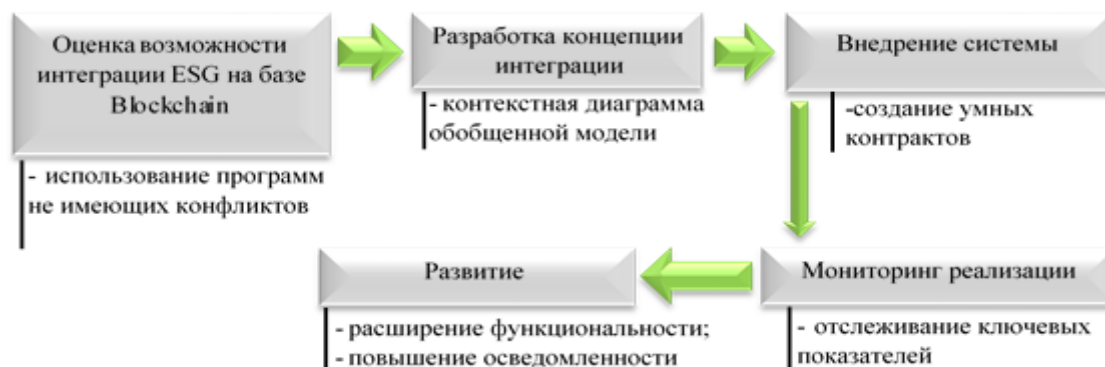 Оценка возможности
интеграции ESG на базе
Blockchain
- использование программ
не имеющих конфликтов
Разработка концепции
интеграции
- контекстная диаграмма
обобщенной модели
Внедрение системы
-создание умных
контрактов
Мониторинг реализации
- отслеживание ключевых
показателей
Развитие
- расширение функциональности;
- повышение осведомленности